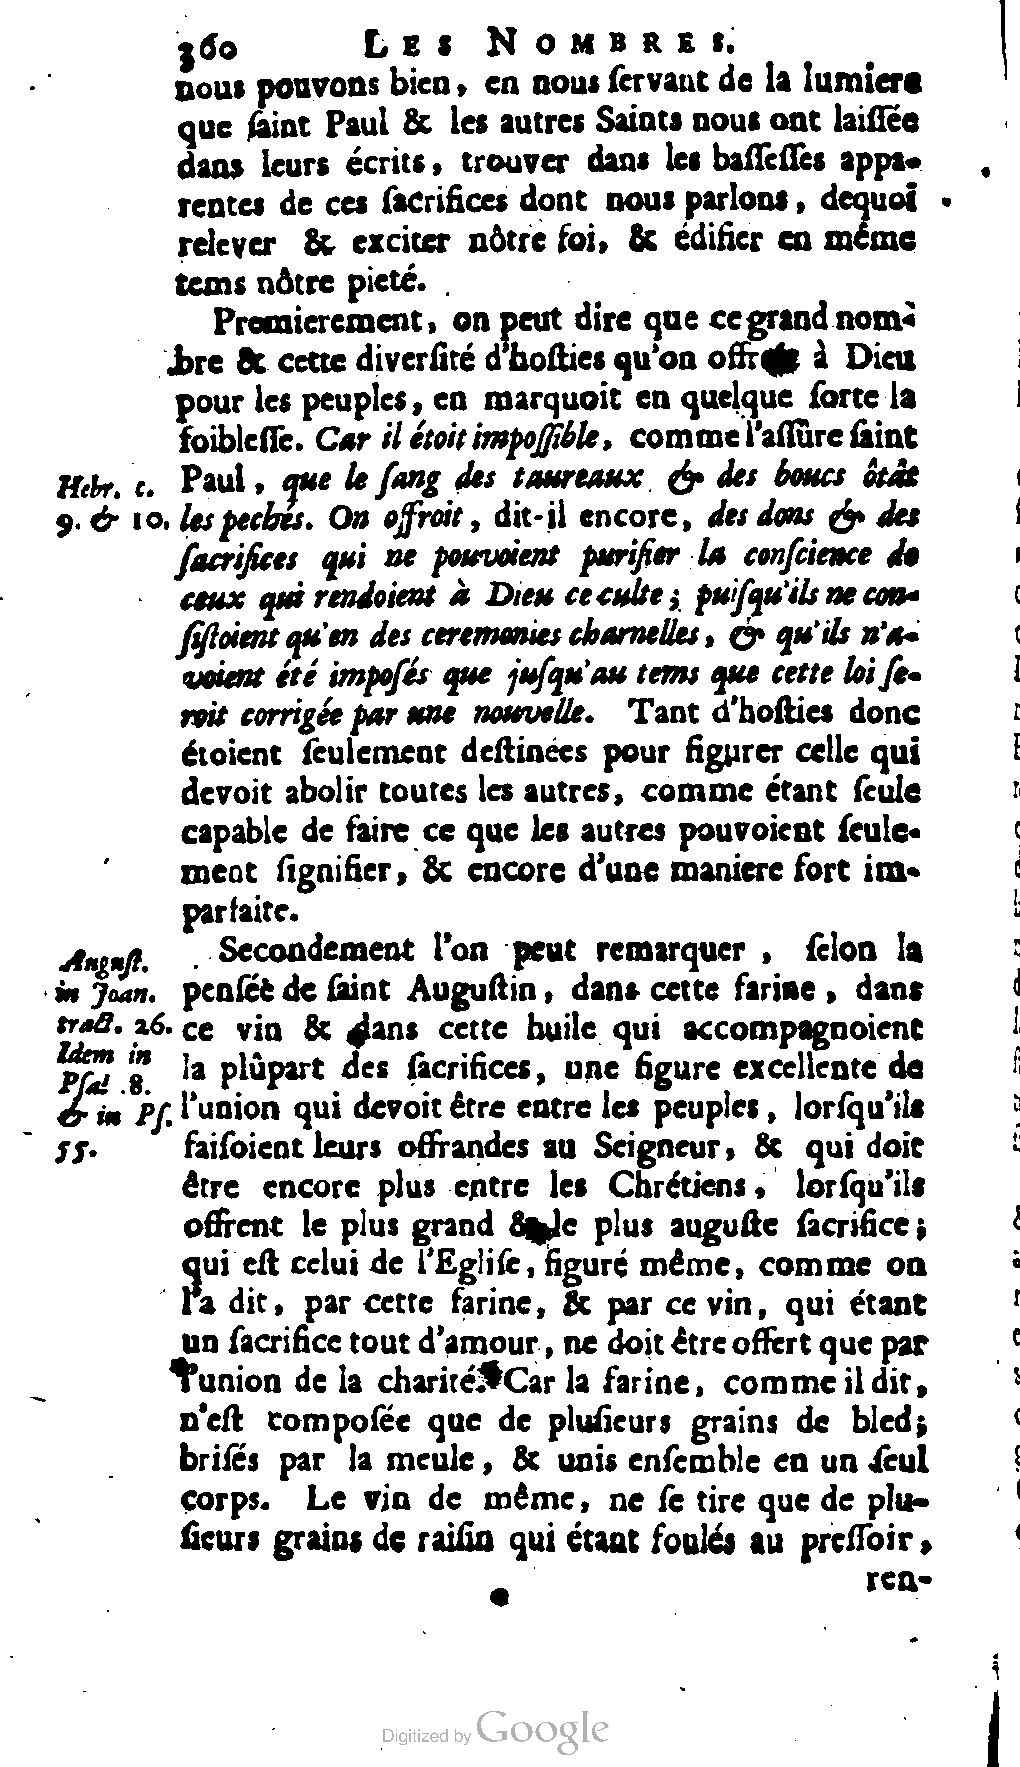 360 LES NOMBRES.
nous pouvons bien, en nous ſervant de la lumiere
que ſaint Paul & les autres Saints nous ont laiſſée
dans leurs écrits, trouver dans les baſſeſſes appa-
rentes de ces ſacrifices dont nous parlons, dequoi
relever & exciter nôtre foi, & édifier en même
tems nôtre pieté.
Premierement, on peut dire que ce grand nom-
bre & cette diverſité d'hoſties qu'on à Dieu
pour les peuples, en marquoit en quelque ſorte la
foibleſſe. Car il étoit impoſſible, comme l'aſſûre ſaint
Hebr. c. Paul, que le ſang des taureaux & des boucs ôtât
9. & 10. les pechés. On offroit, dit-il encore, des dons & des
ſacrifices qui ne pouvoient purifier la conſcience de
ceux qui rendoient à Dieu ce culte; puiſqu'ils ne con-
ſiſtoient qu'en des ceremonies charnelles, & qu'ils n'a-
voient été impoſés que juſqu'au tems que cette loi ſe-
roit corrigée par une nouvelle. Tant d'hoſties donc
étoient ſeulement deſtinées pour figurer celle qui
devoit abolir toutes les autres, comme étant ſeule
capable de faire ce que les autres pouvoient ſeule-
ment ſignifier, & encore d'une maniere fort im-
parfaite.
Auguſt. Secondement l'on peut remarquer, ſelon la
in Joan. penſée de ſaint Auguſtin, dans cette farine, dans
tract. 26. ce vin & dans cette huile qui accompagnoient
Idem in
Pſal. 8. la plûpart des ſacrifices, une figure excellente de
& in Pſ. l'union qui devoit être entre les peuples, lorſqu'ils
55. faiſoient leurs offrandes au Seigneur, & qui doit
être encore plus entre les Chrétiens, lorſqu'ils
offrent le plus grand & le plus auguſte ſacrifice;
qui eſt celui de l'Egliſe, figuré même, comme on
l'a dit, par cette farine, & par ce vin, qui étant
un ſacrifice tout d'amour, ne doit être offert que par
l'union de la charité. Car la farine, comme il dit,
n'eſt compoſée que de pluſieurs grains de bled;
briſés par la meule, & unis enſemble en un ſeul
corps. Le vin de même, ne ſe tire que de plu-
ſieurs grains de raiſin qui étant foulés au preſſoir,
ren-
Digitized by Google